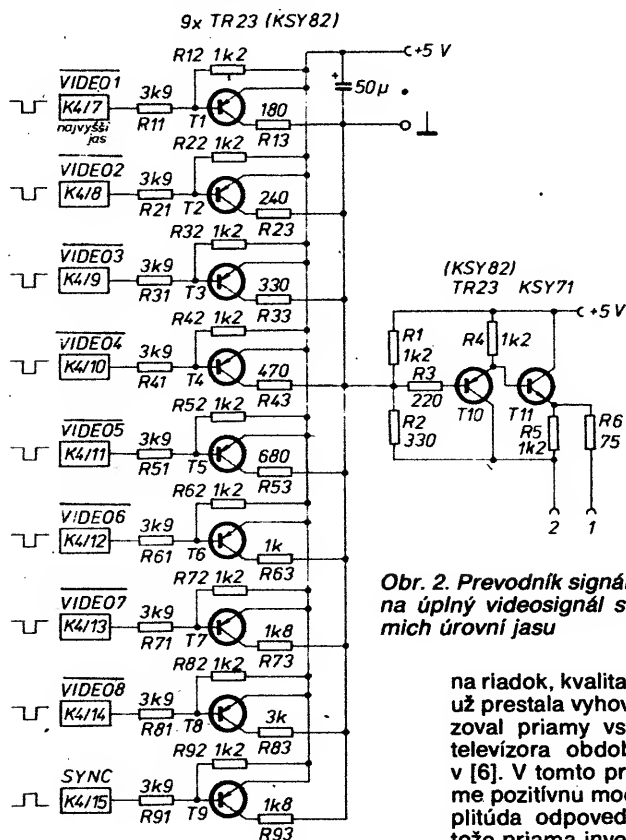 9x TR23 (KSY82)
R12 1k2
+5 V
VIDEO1
K4/7
najvyšší
jas
3k9
R11
T1
180
R13
+
50µ
R22 1k2
VIDEO2
K4/8
3k9
R21
T2
240
R23
R32 1k2
VIDEO3
K4/9
3k9
R31
T3
330
R33
R42 1k2
VIDEO4
K4/10
3k9
R41
T4
470
R43
R52 1k2
VIDEO5
K4/11
3k9
R51
T5
680
R53
R62 1k2
VIDEO6
K4/12
3k9
R61
T6
1k
R63
R72 1k2
VIDEO7
K4/13
3k9
R71
T7
1k8
R73
R82 1k2
VIDEO8
K4/14
3k9
R81
T8
3k
R83
R92 1k2
SYNC
K4/15
3k9
R91
T9
1k8
R93
(KSY82)
TR23 KSY71
+5 V
R1
1k2
R4
1k2
R3
220
T10
T11
R2
330
R5
1k2
R6
75
2 1
Obr. 2. Prevodník signál
na úplný videosignál s
mich úrovní jasu
na riadok, kvalita
už prestala vyhov
zoval priamy vs
televízora obdob
v [6]. V tomto pr
me pozitívnu mod
plitúda odpoved
tože priama inve